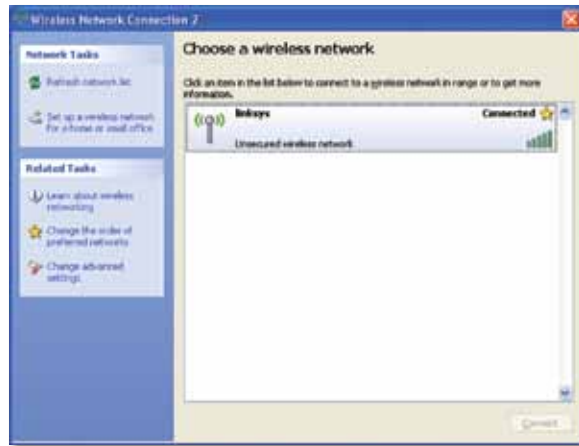 Wireless Network Connection 2
Network Tasks
Refresh network list
Set up a wireless network
for a home or small office
Related Tasks
Learn about wireless
networking
Change the order of
preferred networks
Change advanced
settings
Choose a wireless network
Click an item in the list below to connect to a wireless network in range or to get more
information.
linksys
Connected
Unsecured wireless network
Connect